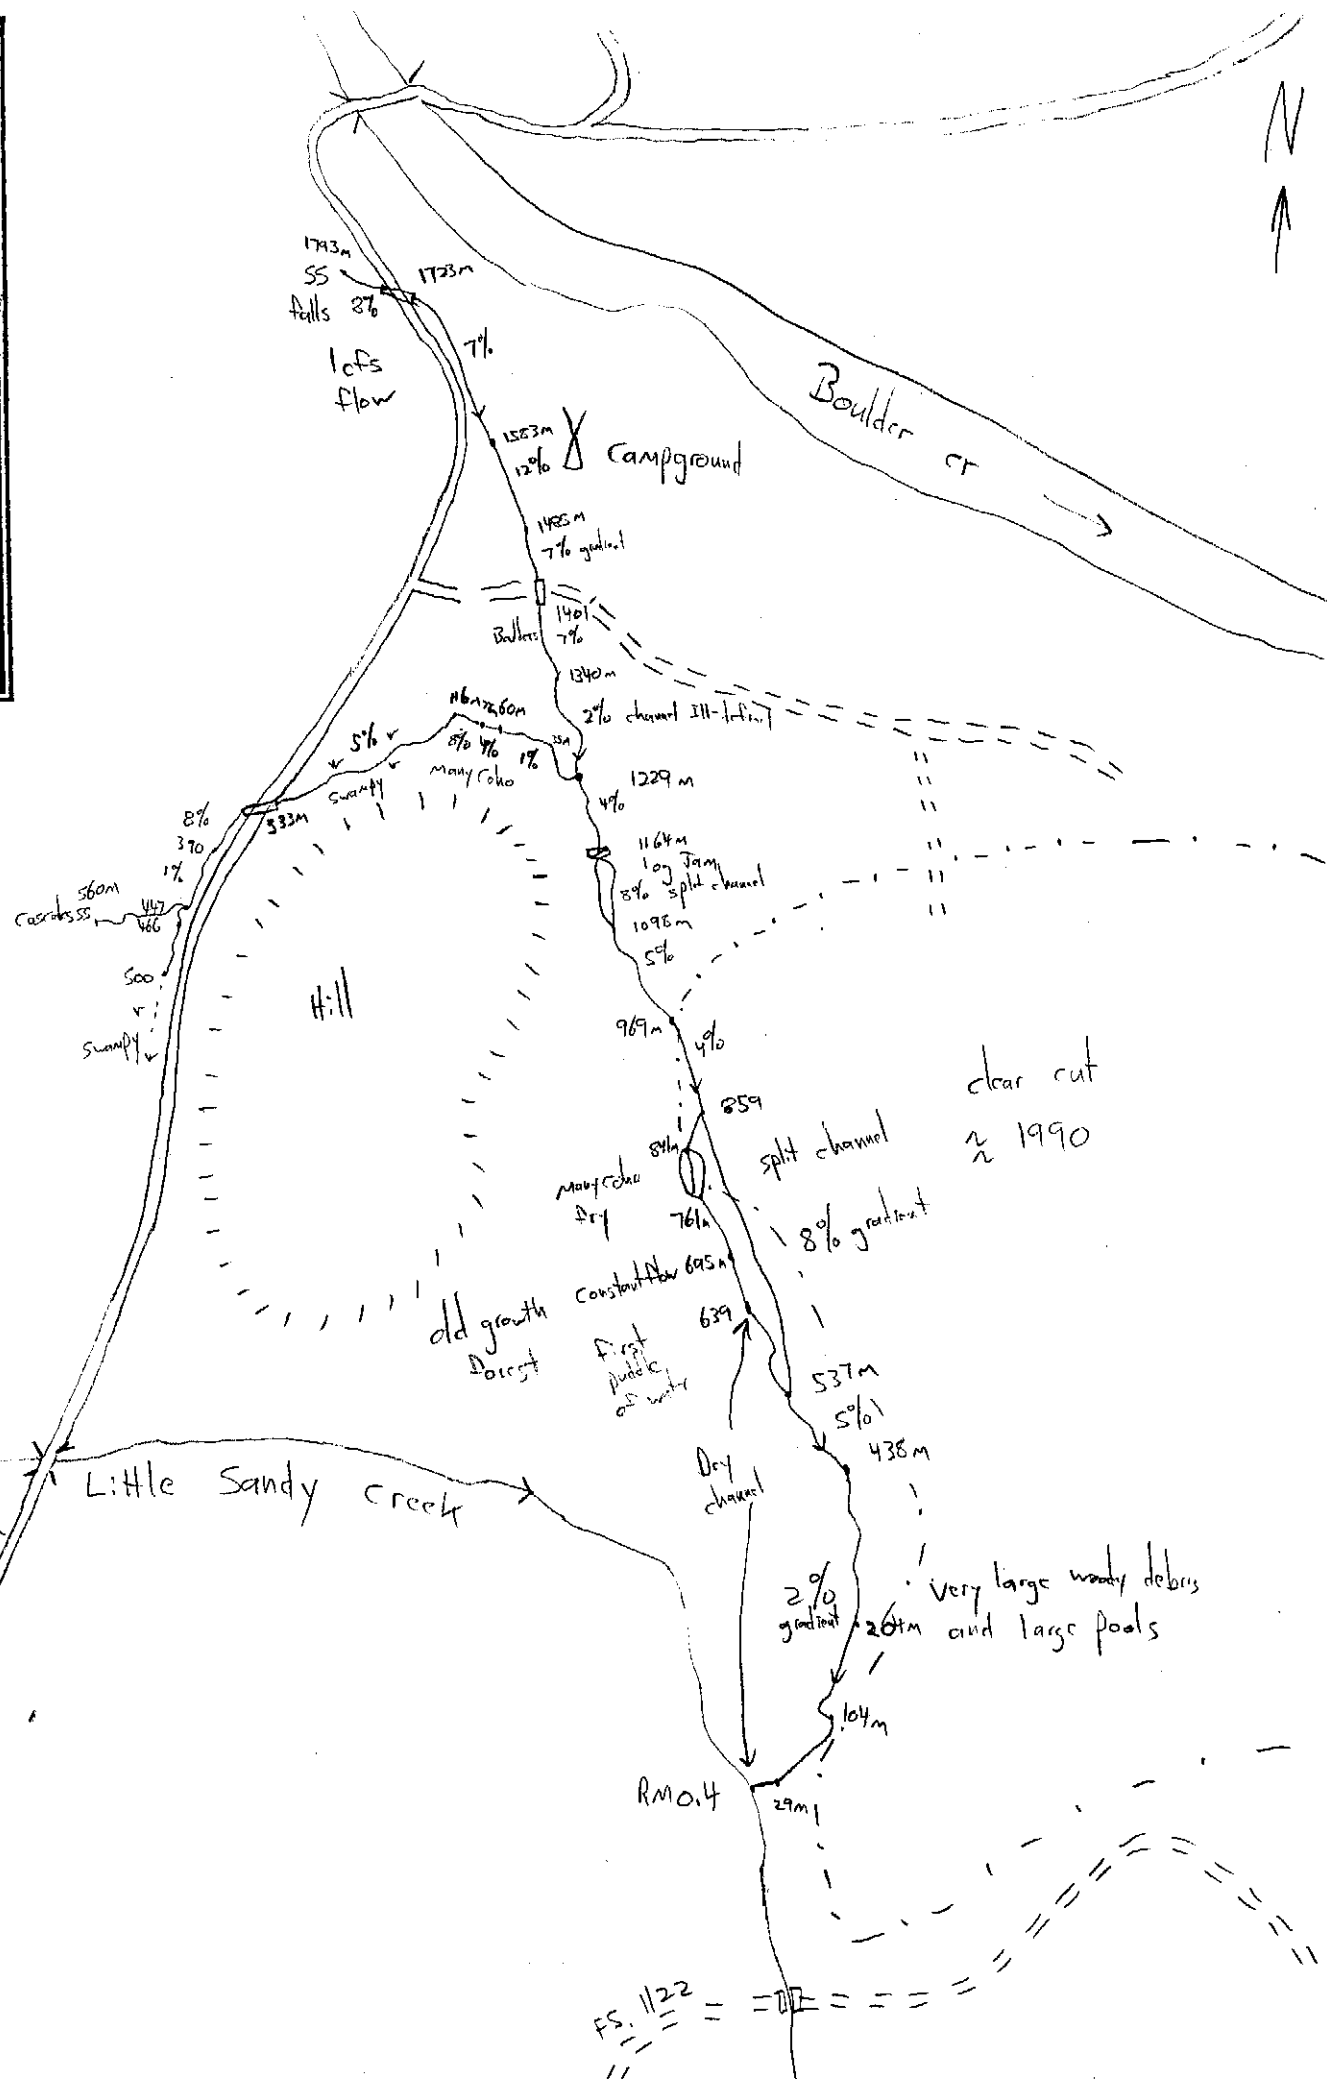 N
1793m
SS
falls 8%
1723m
1cfs
flow
7%
Boulder cr
1583m
12%
Campground
1485m
7% gradient
1401
7%
Boulders
1340m
2% channel Ill-defined
60m
35m
8% 4% 1%
many coho
5%
swampy
1229m
4%
8%
333m
390
1%
560m
Cascades SS
447
466
500
swampy
1164m
log Jam
8% split channel
1098m
5%
Hill
969m
4%
clear cut
≈ 1990
859
841m
split channel
many coho
fry
761m
8% gradient
constant flow 695m
old growth
Forest
639
First
puddle
of water
537m
5%
438m
Dry
channel
Little Sandy Creek
2%
gradient
very large woody debris
264m and large pools
104m
RM0.4
29m
FS. 1122